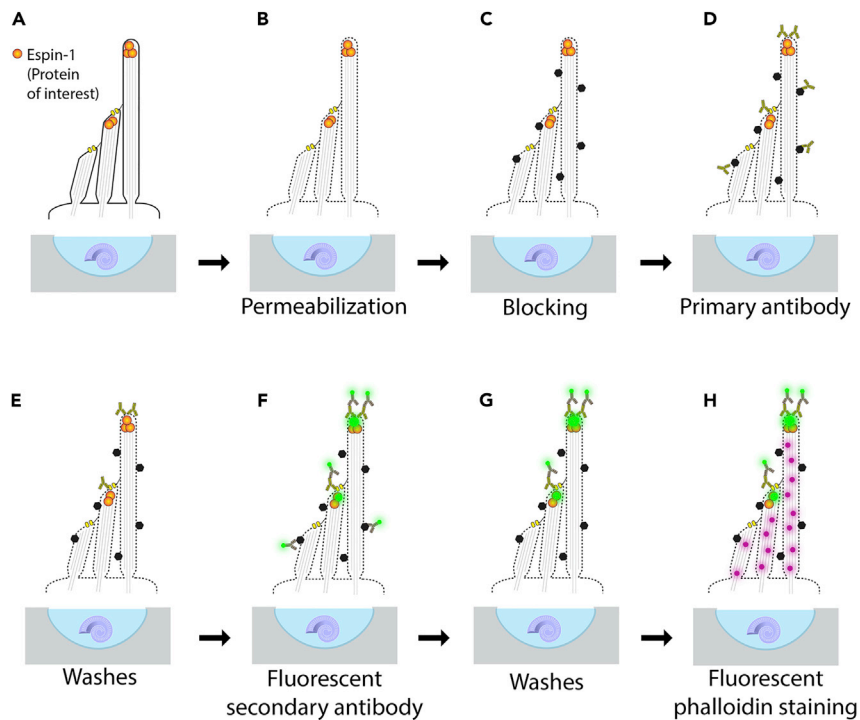 A
B
C
D
Espin-1
(Protein
of interest)
Permeabilization
Blocking
Primary antibody
E
F
G
H
Washes
Fluorescent
secondary antibody
Washes
Fluorescent
phalloidin staining